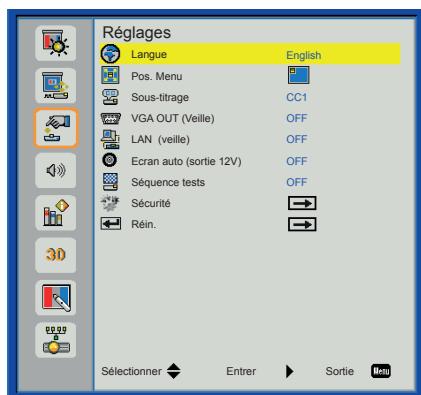 Réglages
Langue English
Pos. Menu
Sous-titrage CC1
VGA OUT (Veille) OFF
LAN (veille) OFF
Ecran auto (sortie 12V) OFF
Séquence tests OFF
Sécurité
Réin.
3D
Sélectionner Entrer Sortie Menu